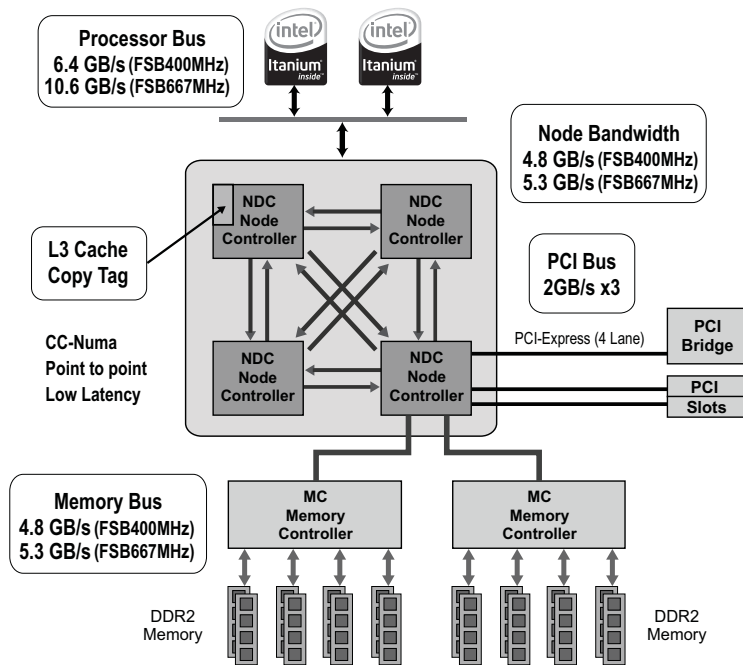 Processor Bus
6.4 GB/s (FSB400MHz)
10.6 GB/s (FSB667MHz)
intel
Itanium
inside™
intel
Itanium
inside™
Node Bandwidth
4.8 GB/s (FSB400MHz)
5.3 GB/s (FSB667MHz)
L3 Cache
Copy Tag
NDC
Node
Controller
NDC
Node
Controller
NDC
Node
Controller
NDC
Node
Controller
CC-Numa
Point to point
Low Latency
PCI Bus
2GB/s x3
PCI-Express (4 Lane)
PCI
Bridge
PCI
Slots
Memory Bus
4.8 GB/s (FSB400MHz)
5.3 GB/s (FSB667MHz)
MC
Memory
Controller
MC
Memory
Controller
DDR2
Memory
DDR2
Memory